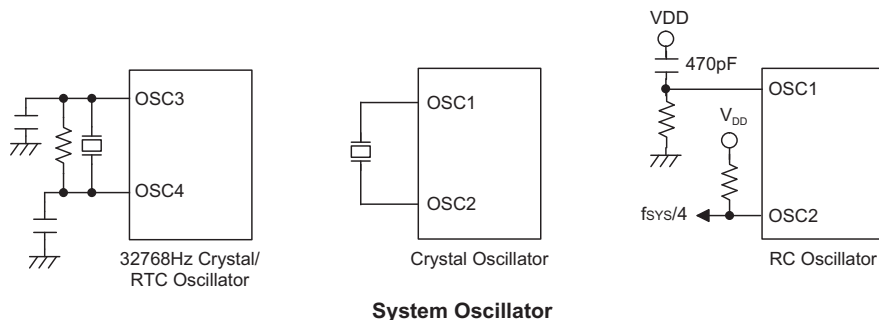 OSC3
OSC4
32768Hz Crystal/
RTC Oscillator
OSC1
OSC2
Crystal Oscillator
VDD
470pF
OSC1
VDD
fSYS/4
OSC2
RC Oscillator
System Oscillator